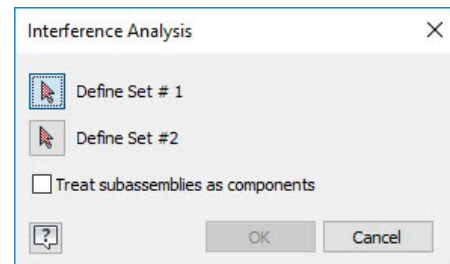 Interference Analysis
Define Set # 1
Define Set #2
Treat subassemblies as components
OK Cancel